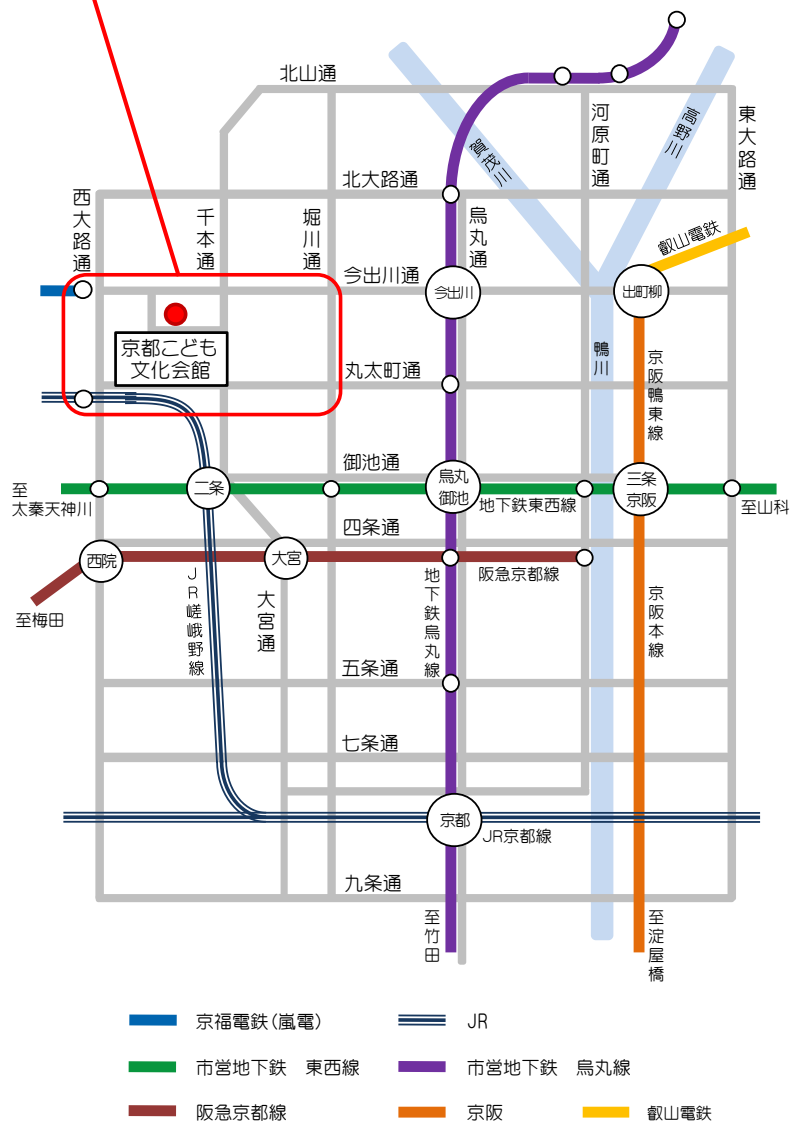 北山通
河原町通
高野川
東大路通
賀茂川
北大路通
西大路通
千本通
堀川通
烏丸通
叡山電鉄
今出川通
今出川
出町柳
京都こども
文化会館
丸太町通
鴨川
京阪鴨東線
御池通
至
太秦天神川
二条
烏丸
御池
地下鉄東西線
三条
京阪
至山科
四条通
西院
大宮
阪急京都線
至梅田
JR嵯峨野線
大宮通
地下鉄烏丸線
京阪本線
五条通
七条通
京都
JR京都線
九条通
至竹田
至淀屋橋
京福電鉄(嵐電)
JR
市営地下鉄　東西線
市営地下鉄　烏丸線
阪急京都線
京阪
叡山電鉄